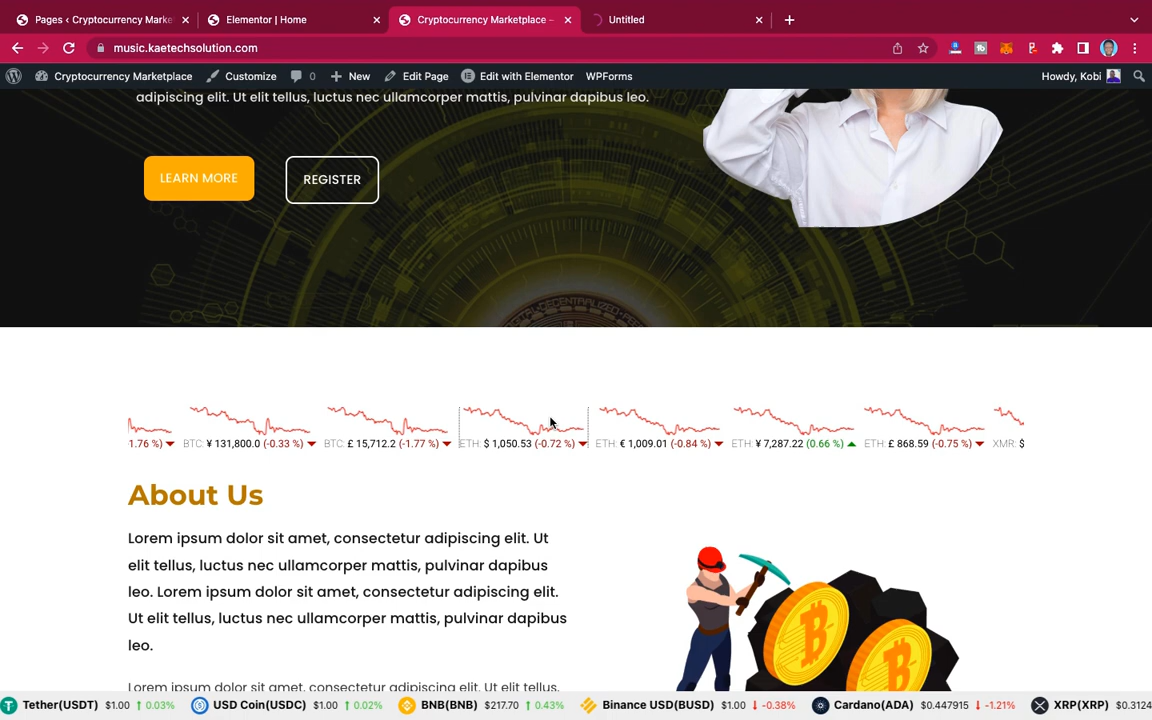 Pages ‹ Cryptocurrency Marke
Elementor | Home
Cryptocurrency Marketplace –
Untitled
music.kaetechsolution.com
Cryptocurrency Marketplace
Customize
0
New
Edit Page
Edit with Elementor
WPForms
Howdy, Kobi
adipiscing elit. Ut elit tellus, luctus nec ullamcorper mattis, pulvinar dapibus leo.
LEARN MORE
REGISTER
1.76 %)
BTC: ¥ 131,800.0 (-0.33 %)
BTC: £ 15,712.2 (-1.77 %)
ETH: $ 1,050.53 (-0.72 %)
ETH: € 1,009.01 (-0.84 %)
ETH: ¥ 7,287.22 (0.66 %)
ETH: £ 868.59 (-0.75 %)
XMR: $
About Us
Lorem ipsum dolor sit amet, consectetur adipiscing elit. Ut
elit tellus, luctus nec ullamcorper mattis, pulvinar dapibus
leo. Lorem ipsum dolor sit amet, consectetur adipiscing elit.
Ut elit tellus, luctus nec ullamcorper mattis, pulvinar dapibus
leo.
Lorem ipsum dolor sit amet, consectetur adipiscing elit. Ut elit tellus,
Tether(USDT) $1.00 ↑ 0.03%
USD Coin(USDC) $1.00 ↑ 0.02%
BNB(BNB) $217.70 ↑ 0.43%
Binance USD(BUSD) $1.00 ↓ -0.38%
Cardano(ADA) $0.447915 ↓ -1.21%
XRP(XRP) $0.3124